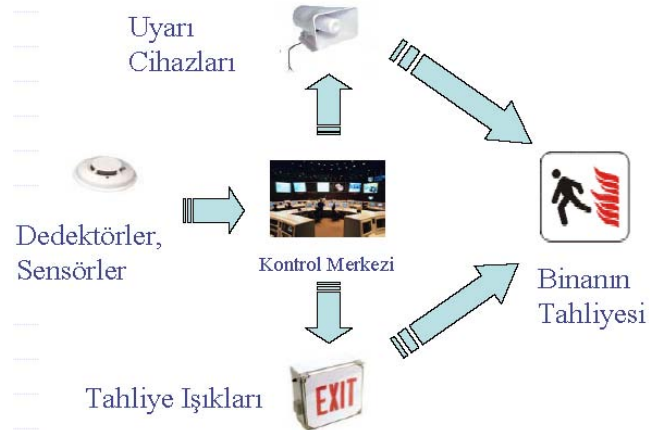 Uyarı
Cihazları
Dedektörler,
Sensörler
Kontrol Merkezi
Binanın
Tahliyesi
Tahliye Işıkları
EXIT